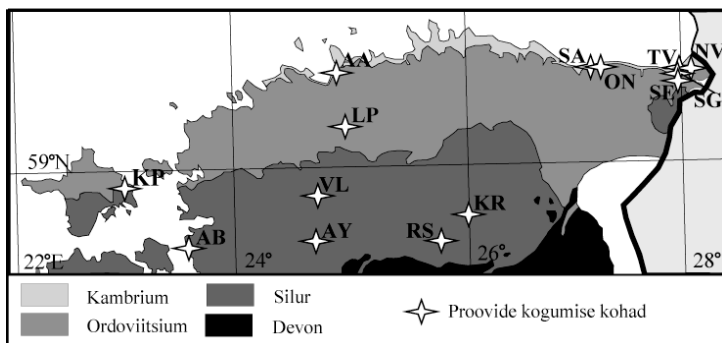 AA
SA
ON
TV
NV
SE
SG
LP
59°N
KP
VL
KR
AB
AY
RS
22°E
24°
26°
28°
Kambrium
Silur
Proovide kogumise kohad
Ordoviitsium
Devon